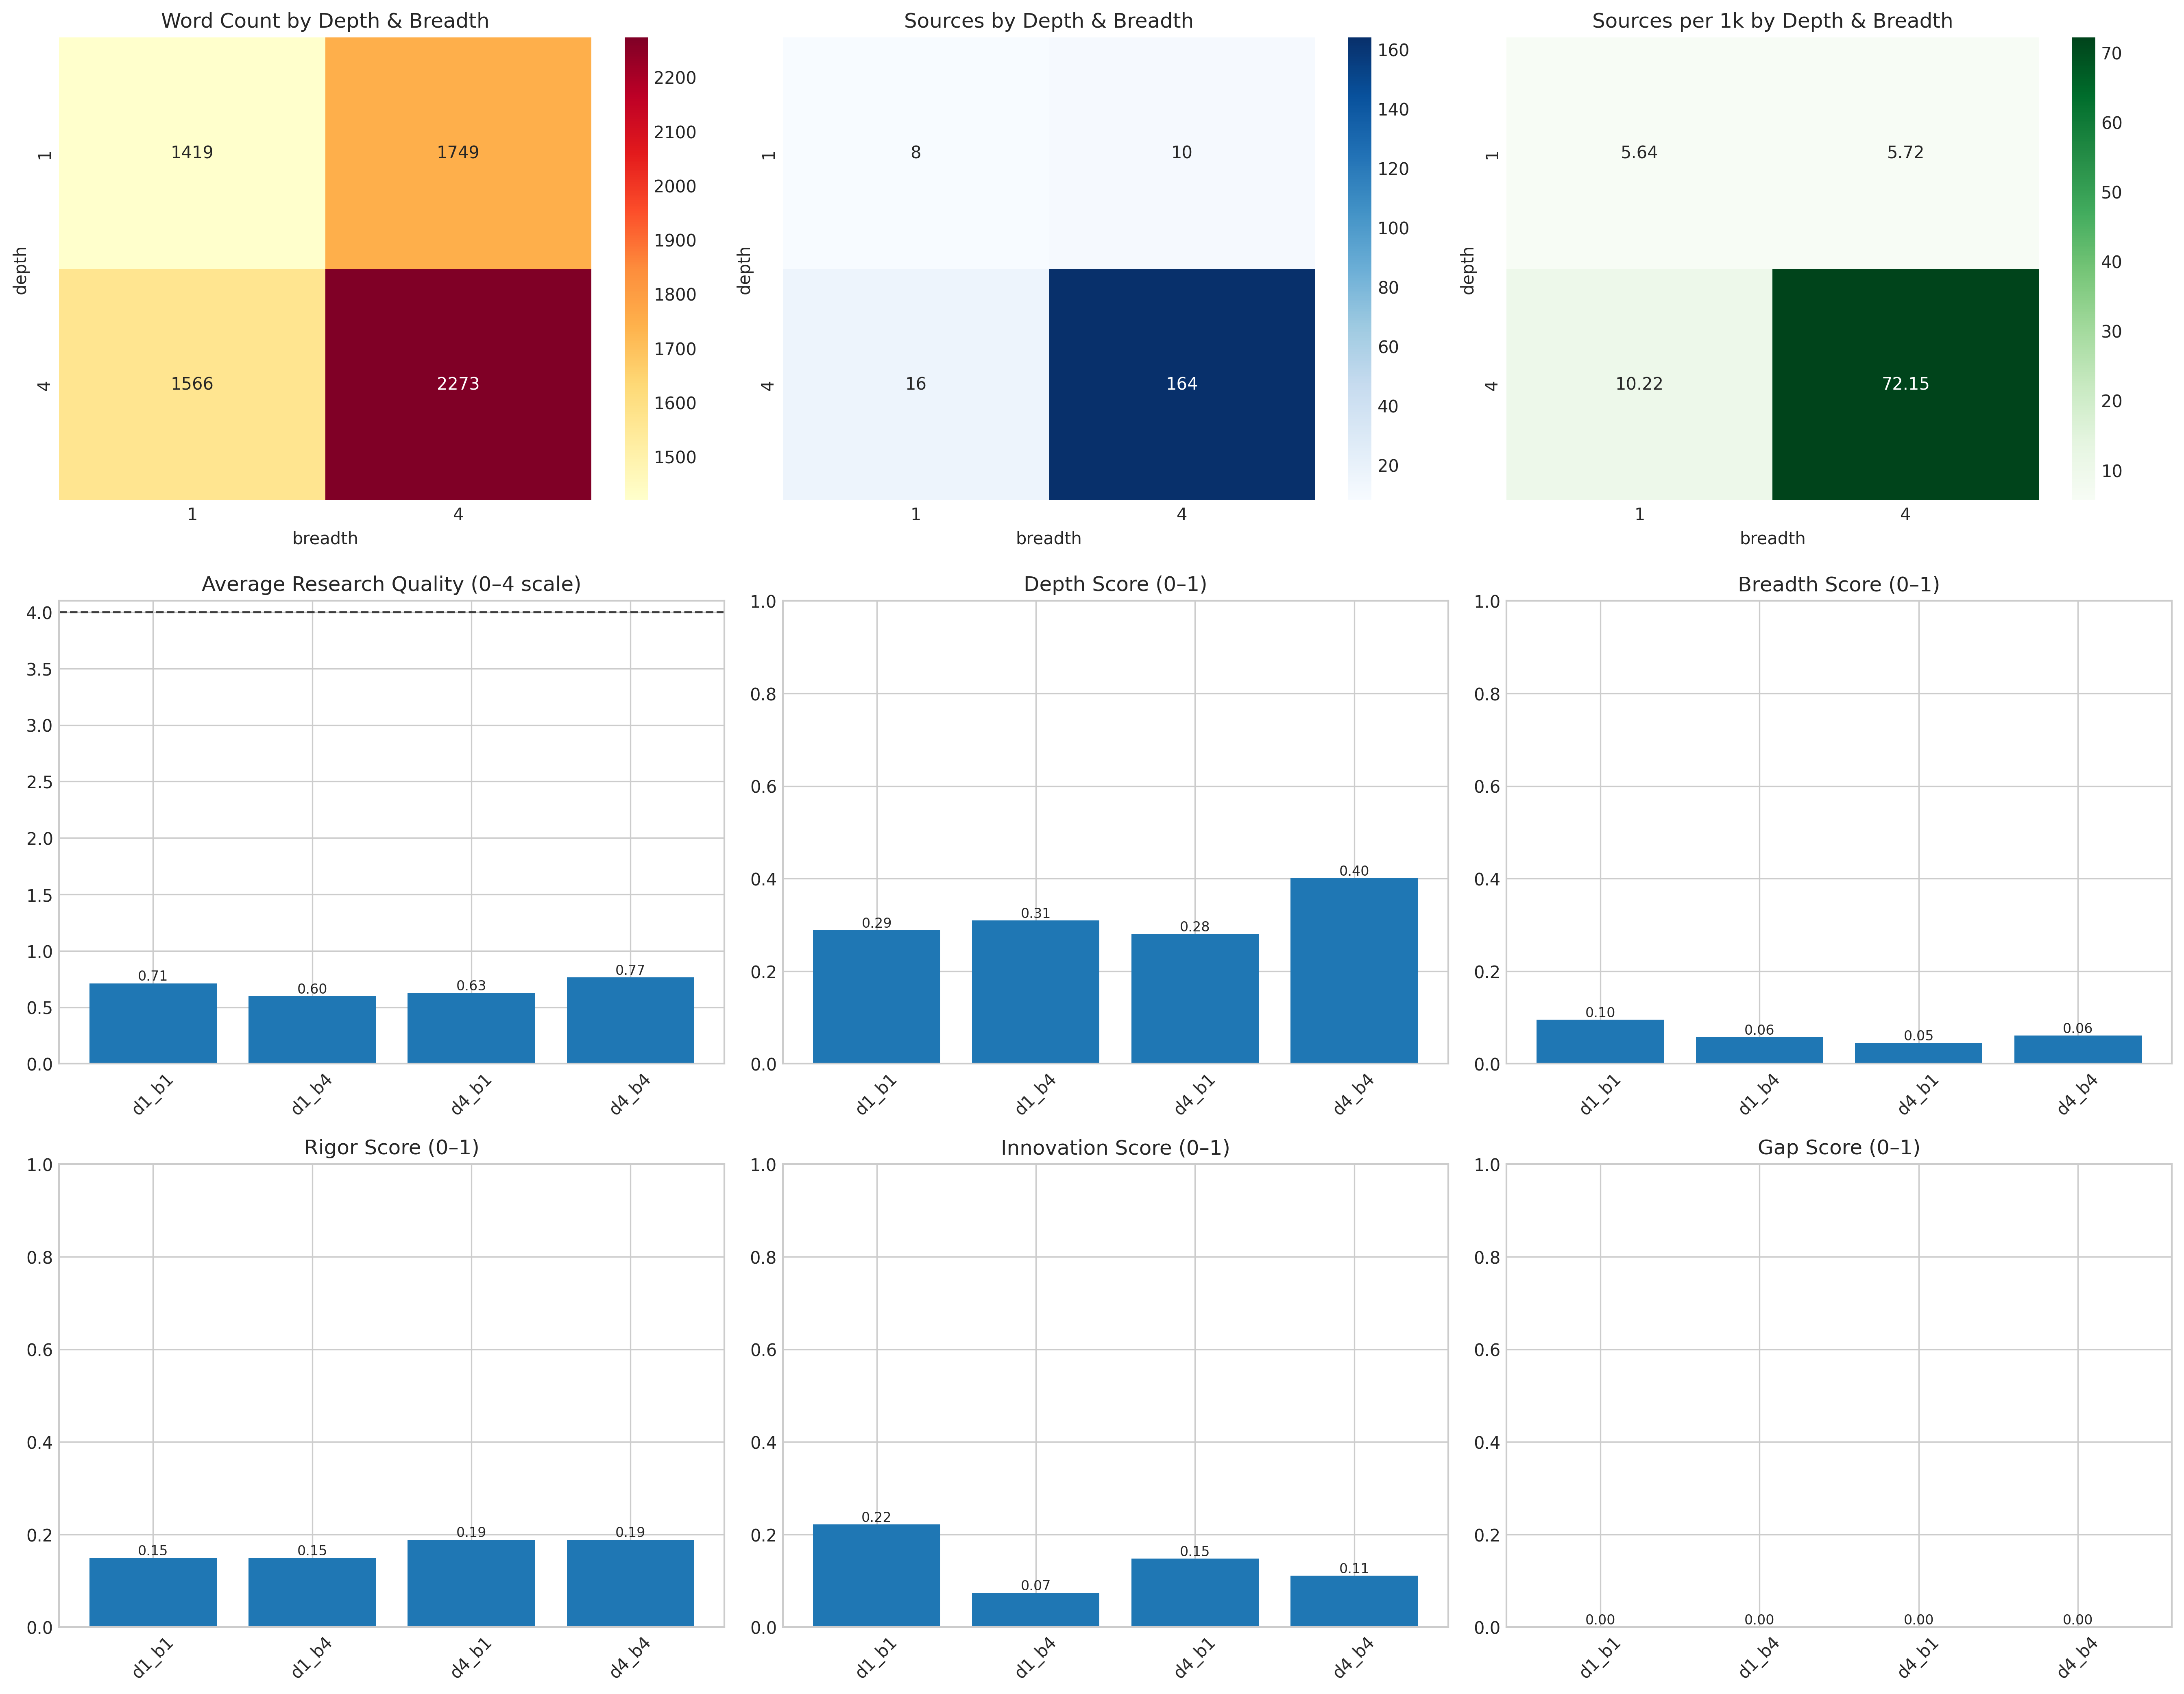 Word Count by Depth & Breadth
1419
1749
1566
2273
1
4
depth
1
4
breadth
2200
2100
2000
1900
1800
1700
1600
1500
Sources by Depth & Breadth
8
10
16
164
1
4
depth
1
4
breadth
160
140
120
100
80
60
40
20
Sources per 1k by Depth & Breadth
5.64
5.72
10.22
72.15
1
4
depth
1
4
breadth
70
60
50
40
30
20
10
Average Research Quality (0–4 scale)
4.0
3.5
3.0
2.5
2.0
1.5
1.0
0.5
0.0
0.71
0.60
0.63
0.77
d1_b1
d1_b4
d4_b1
d4_b4
Depth Score (0–1)
1.0
0.8
0.6
0.4
0.2
0.0
0.29
0.31
0.28
0.40
d1_b1
d1_b4
d4_b1
d4_b4
Breadth Score (0–1)
1.0
0.8
0.6
0.4
0.2
0.0
0.10
0.06
0.05
0.06
d1_b1
d1_b4
d4_b1
d4_b4
Rigor Score (0–1)
1.0
0.8
0.6
0.4
0.2
0.0
0.15
0.15
0.19
0.19
d1_b1
d1_b4
d4_b1
d4_b4
Innovation Score (0–1)
1.0
0.8
0.6
0.4
0.2
0.0
0.22
0.07
0.15
0.11
d1_b1
d1_b4
d4_b1
d4_b4
Gap Score (0–1)
1.0
0.8
0.6
0.4
0.2
0.0
0.00
0.00
0.00
0.00
d1_b1
d1_b4
d4_b1
d4_b4